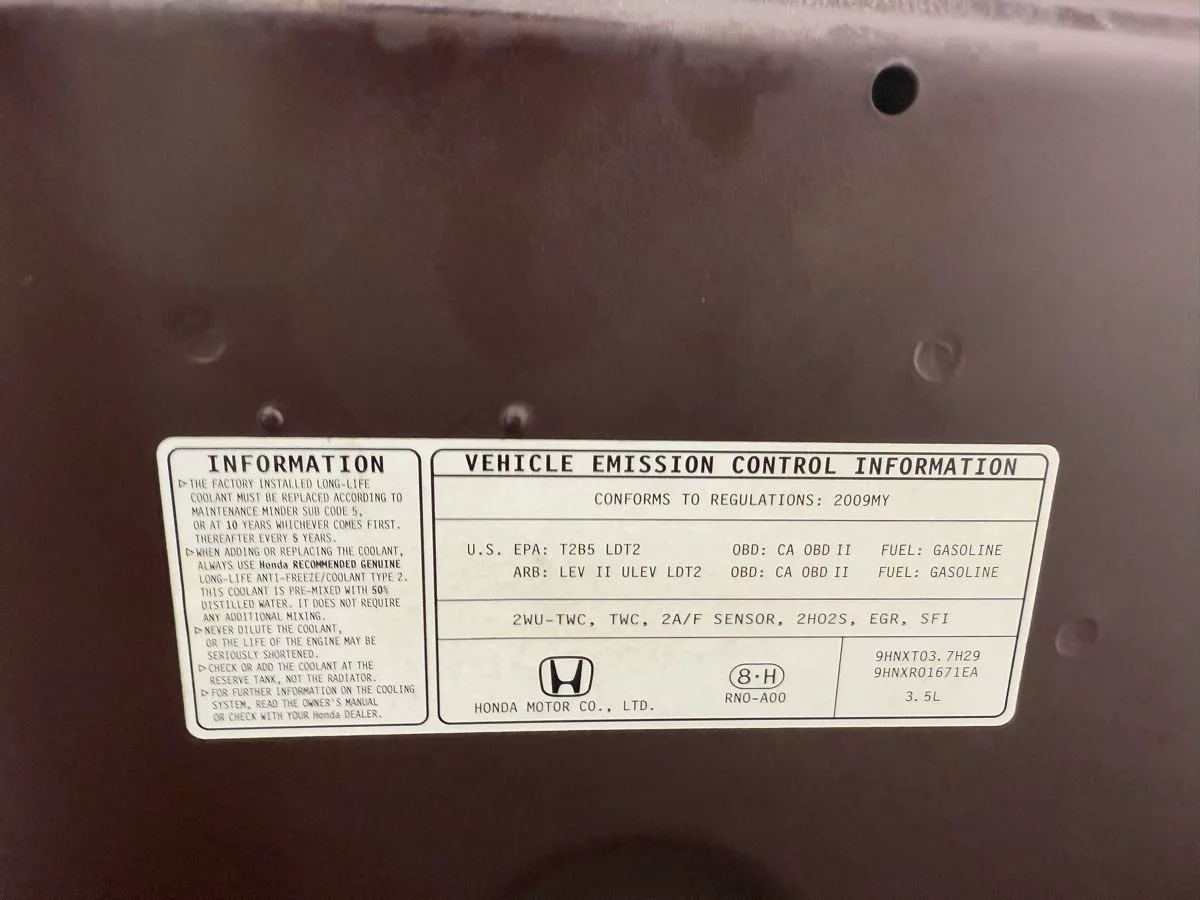 INFORMATION
▷THE FACTORY INSTALLED LONG-LIFE
COOLANT MUST BE REPLACED ACCORDING TO
MAINTENANCE MINDER SUB CODE 5,
OR AT 10 YEARS WHICHEVER COMES FIRST.
THEREAFTER EVERY 5 YEARS.
▷WHEN ADDING OR REPLACING THE COOLANT,
ALWAYS USE Honda RECOMMENDED GENUINE
LONG-LIFE ANTI-FREEZE/COOLANT TYPE 2.
THIS COOLANT IS PRE-MIXED WITH 50%
DISTILLED WATER. IT DOES NOT REQUIRE
ANY ADDITIONAL MIXING.
▷NEVER DILUTE THE COOLANT,
OR THE LIFE OF THE ENGINE MAY BE
SERIOUSLY SHORTENED.
▷CHECK OR ADD THE COOLANT AT THE
RESERVE TANK, NOT THE RADIATOR.
▷FOR FURTHER INFORMATION ON THE COOLING
SYSTEM, READ THE OWNER'S MANUAL
OR CHECK WITH YOUR Honda DEALER.
VEHICLE EMISSION CONTROL INFORMATION
CONFORMS TO REGULATIONS: 2009MY
U.S. EPA: T2B5 LDT2 OBD: CA OBD II FUEL: GASOLINE
ARB: LEV II ULEV LDT2 OBD: CA OBD II FUEL: GASOLINE
2WU-TWC, TWC, 2A/F SENSOR, 2HO2S, EGR, SFI
HONDA MOTOR CO., LTD.
8·H
RN0-A00
9HNXT03.7H29
9HNXR01671EA
3.5L